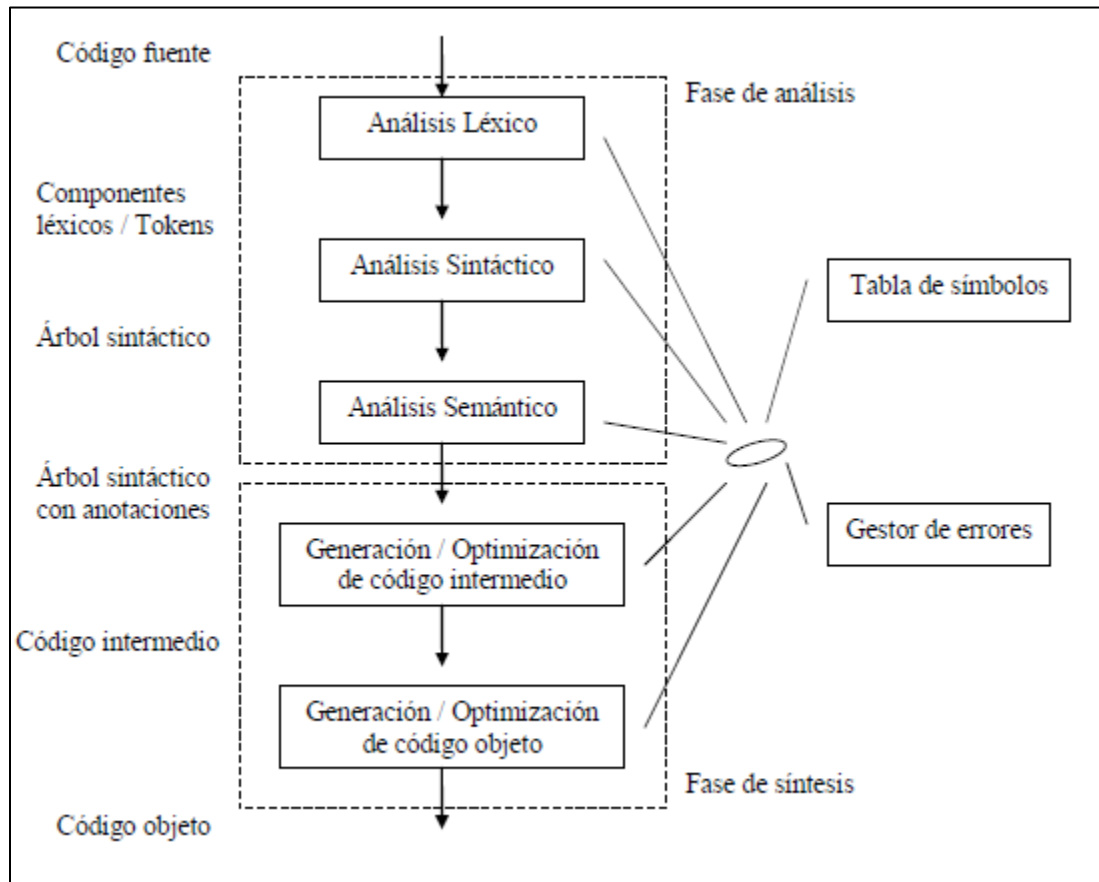 Código fuente
Fase de análisis
Análisis Léxico
Componentes
léxicos / Tokens
Análisis Sintáctico
Tabla de símbolos
Árbol sintáctico
Análisis Semántico
Árbol sintáctico
con anotaciones
Generación / Optimización
de código intermedio
Gestor de errores
Código intermedio
Generación / Optimización
de código objeto
Fase de síntesis
Código objeto